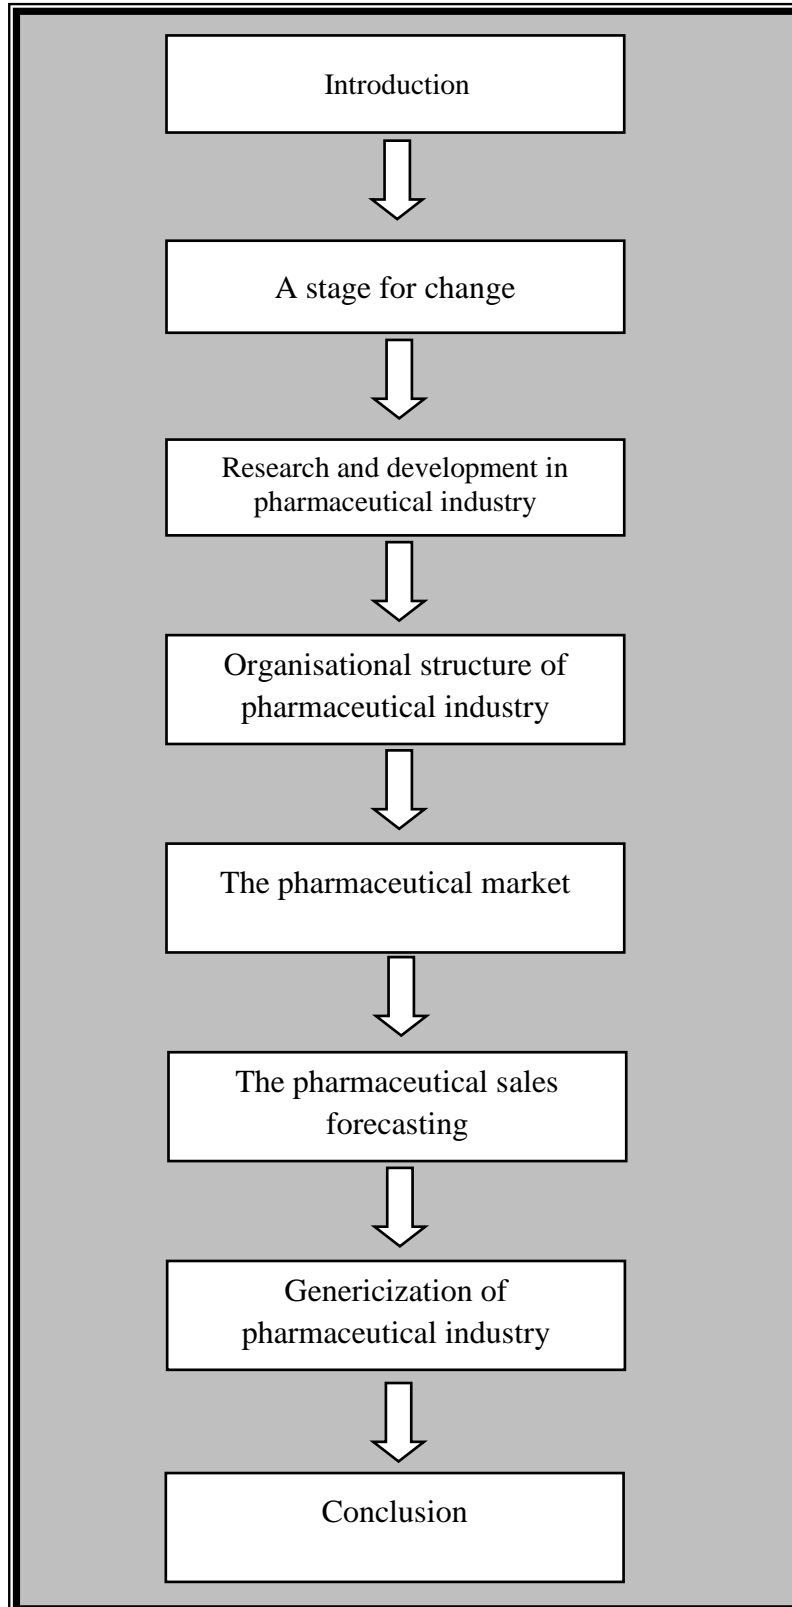 Introduction
A stage for change
Research and development in
pharmaceutical industry
Organisational structure of
pharmaceutical industry
The pharmaceutical market
The pharmaceutical sales
forecasting
Genericization of
pharmaceutical industry
Conclusion